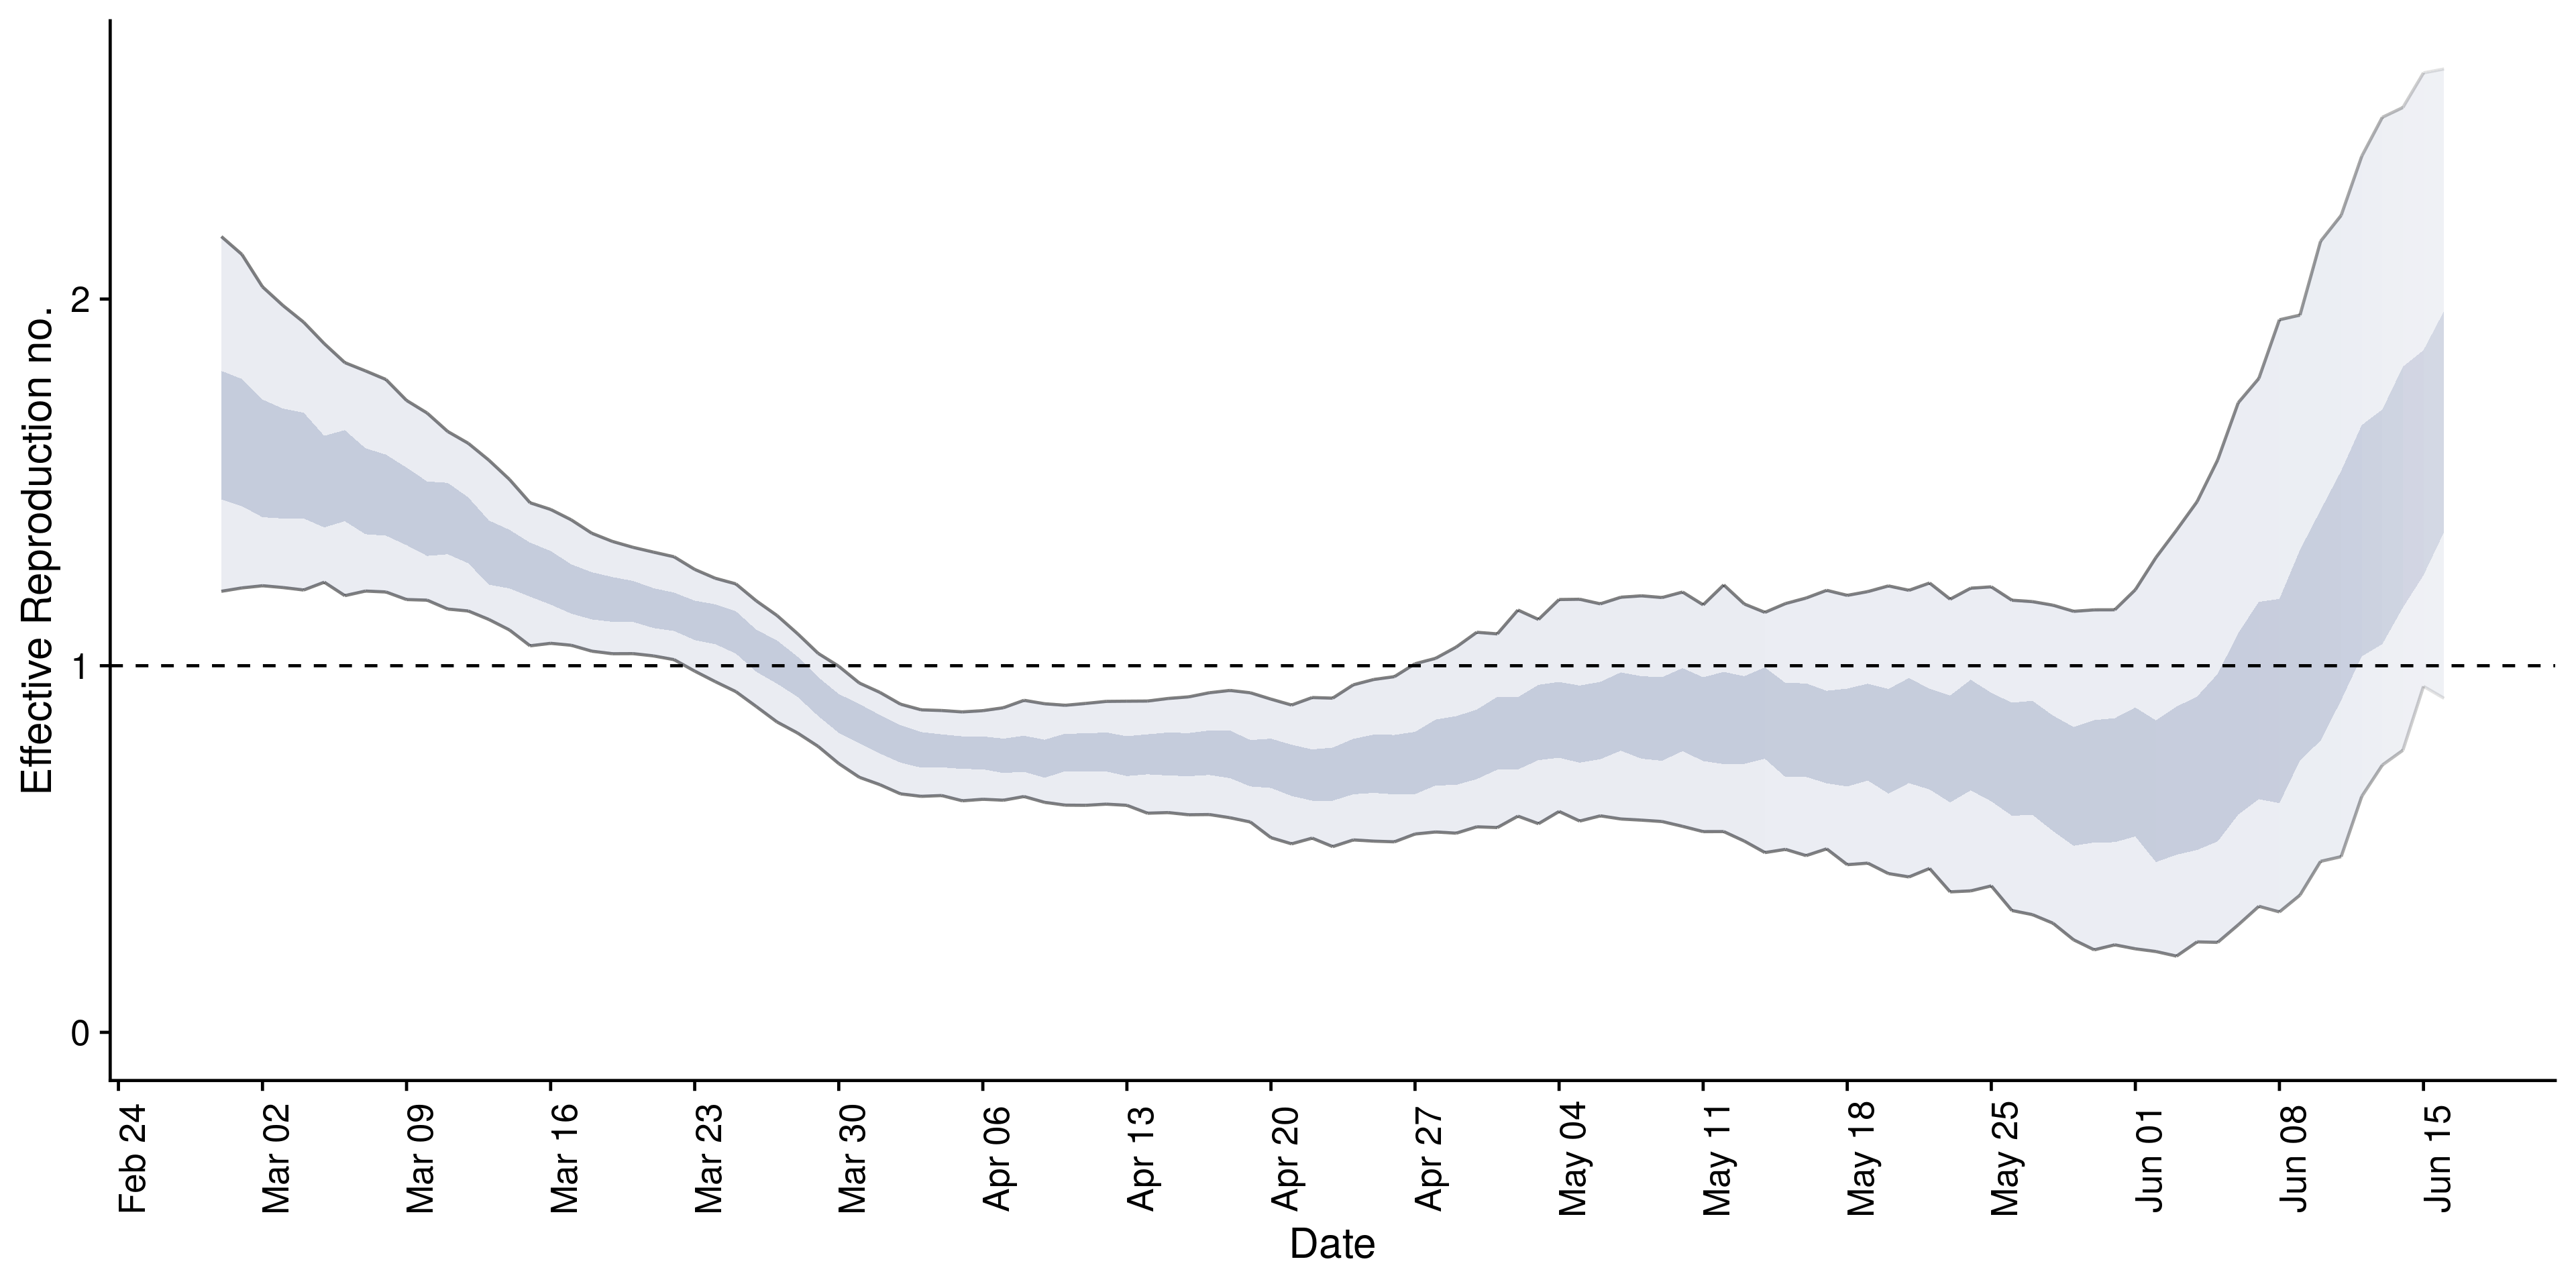 Effective Reproduction no.
2
1
0
Feb 24
Mar 02
Mar 09
Mar 16
Mar 23
Mar 30
Apr 06
Apr 13
Apr 20
Apr 27
May 04
May 11
May 18
May 25
Jun 01
Jun 08
Jun 15
Date